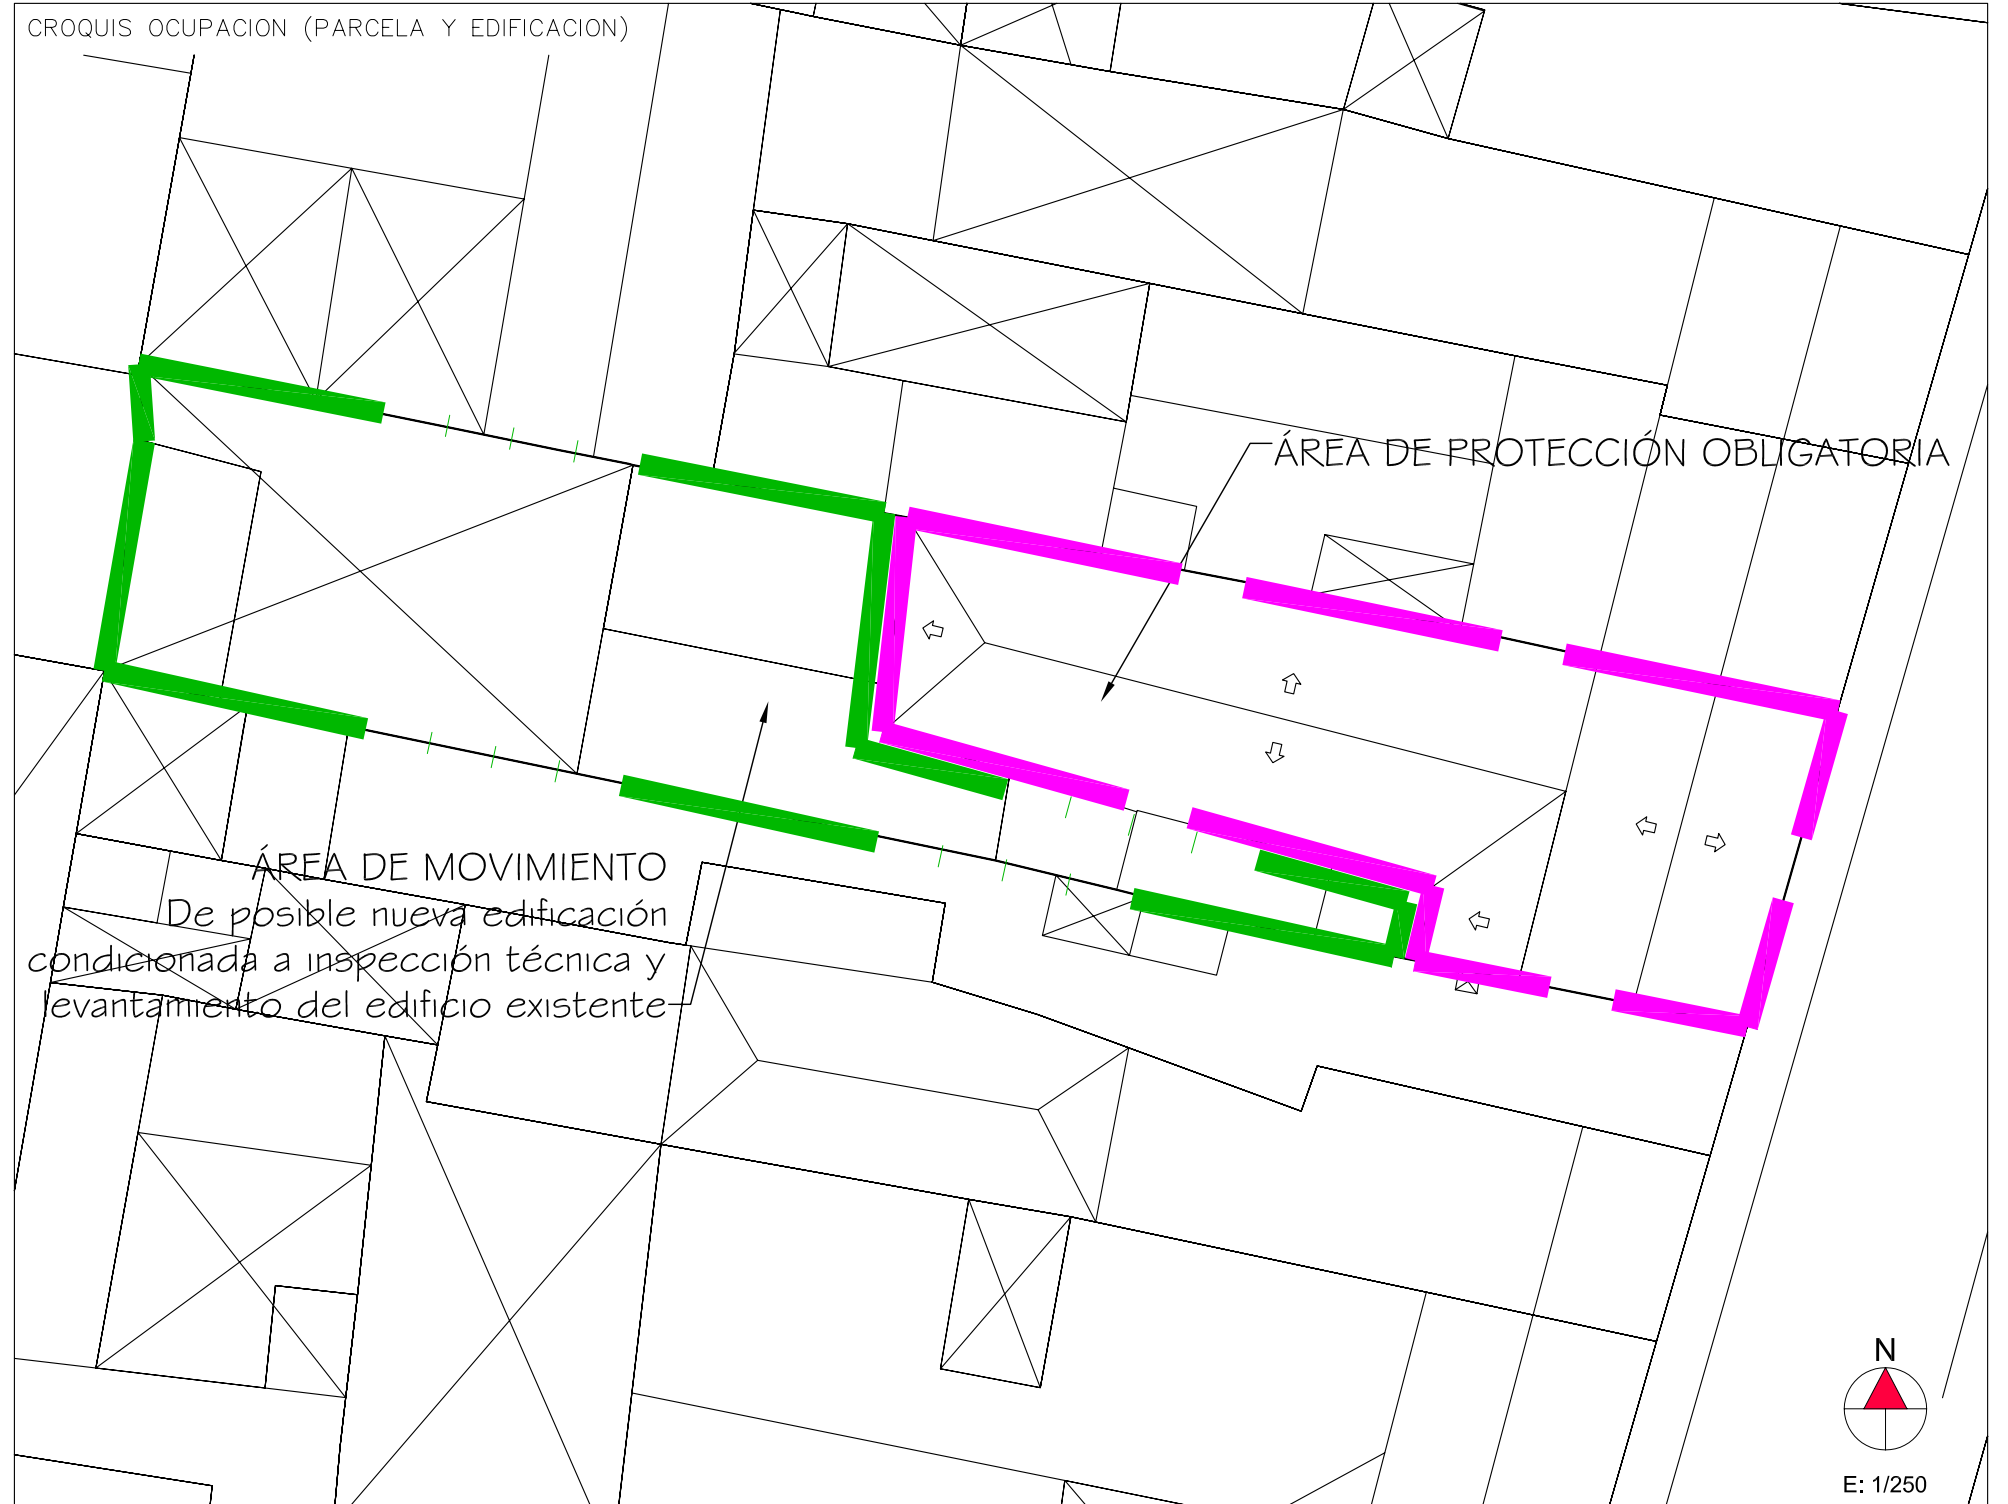 CROQUIS OCUPACION (PARCELA Y EDIFICACION)
ÁREA DE PROTECCIÓN OBLIGATORIA
ÁREA DE MOVIMIENTO
De posible nueva edificación
condicionada a inspección técnica y
levantamiento del edificio existente
N
E: 1/250